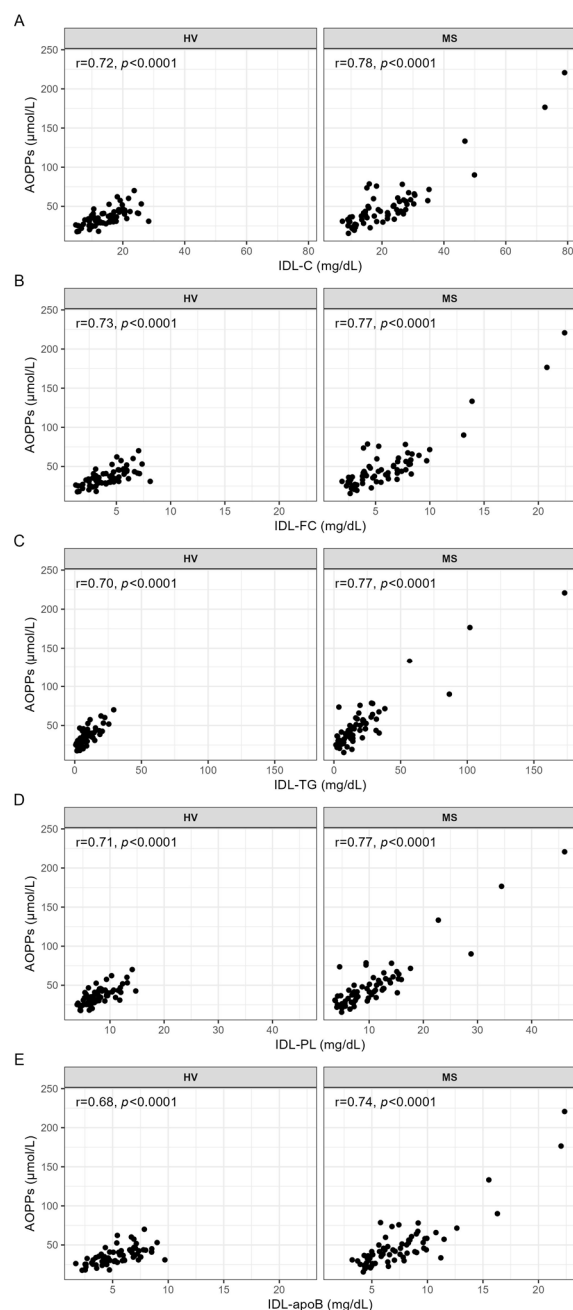 A
HV MS
r=0.72, p<0.0001 r=0.78, p<0.0001
250
200
150
100
50
AOPPs (μmol/L)
20 40 60 80 20 40 60 80
IDL-C (mg/dL)
B
HV MS
r=0.73, p<0.0001 r=0.77, p<0.0001
250
200
150
100
50
AOPPs (μmol/L)
5 10 15 20 5 10 15 20
IDL-FC (mg/dL)
C
HV MS
r=0.70, p<0.0001 r=0.77, p<0.0001
250
200
150
100
50
AOPPs (μmol/L)
0 50 100 150 0 50 100 150
IDL-TG (mg/dL)
D
HV MS
r=0.71, p<0.0001 r=0.77, p<0.0001
250
200
150
100
50
AOPPs (μmol/L)
10 20 30 40 10 20 30 40
IDL-PL (mg/dL)
E
HV MS
r=0.68, p<0.0001 r=0.74, p<0.0001
250
200
150
100
50
AOPPs (μmol/L)
5 10 15 20 5 10 15 20
IDL-apoB (mg/dL)